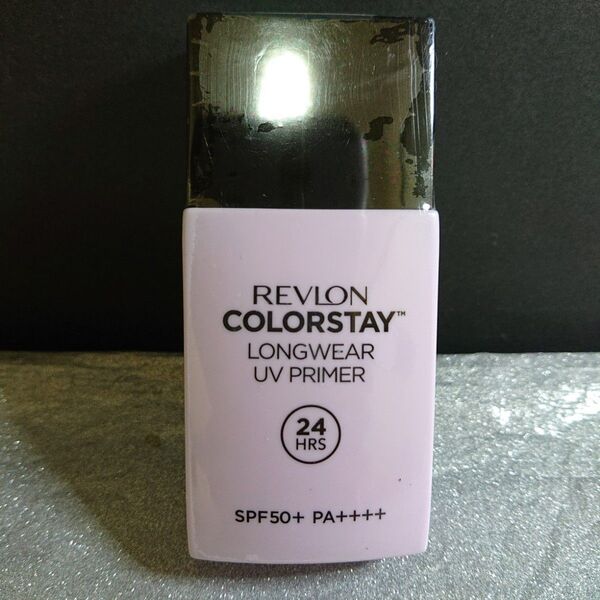 REVLON
COLORSTAY™
LONGWEAR
UV PRIMER
24
HRS
SPF50+ PA++++